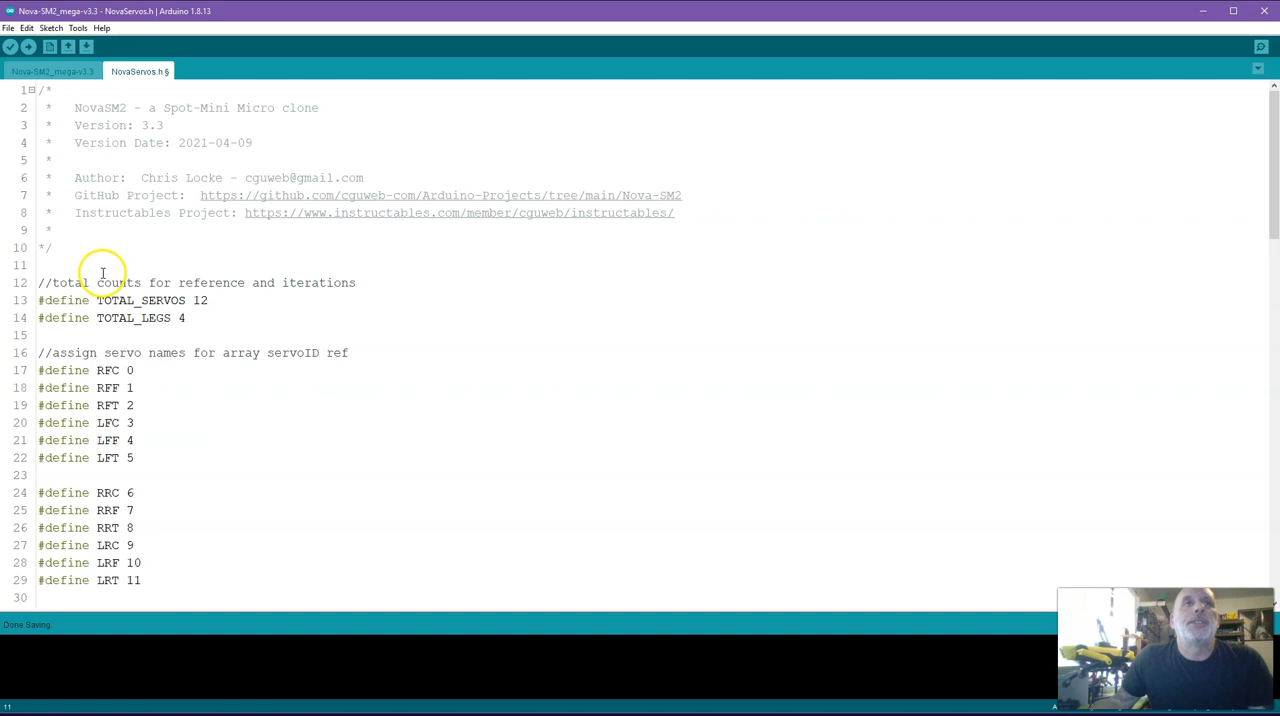 Nova-SM2_mega-v3.3 - NovaServos.h | Arduino 1.8.13
File Edit Sketch Tools Help
Nova-SM2_mega-v3.3 NovaServos.h §
1 /*
2 * NovaSM2 - a Spot-Mini Micro clone
3 * Version: 3.3
4 * Version Date: 2021-04-09
5 *
6 * Author: Chris Locke - cguweb@gmail.com
7 * GitHub Project: https://github.com/cguweb-com/Arduino-Projects/tree/main/Nova-SM2
8 * Instructables Project: https://www.instructables.com/member/cguweb/instructables/
9 *
10 */
11
12 //total counts for reference and iterations
13 #define TOTAL_SERVOS 12
14 #define TOTAL_LEGS 4
15
16 //assign servo names for array servoID ref
17 #define RFC 0
18 #define RFF 1
19 #define RFT 2
20 #define LFC 3
21 #define LFF 4
22 #define LFT 5
23
24 #define RRC 6
25 #define RRF 7
26 #define RRT 8
27 #define LRC 9
28 #define LRF 10
29 #define LRT 11
30
Done Saving.
11